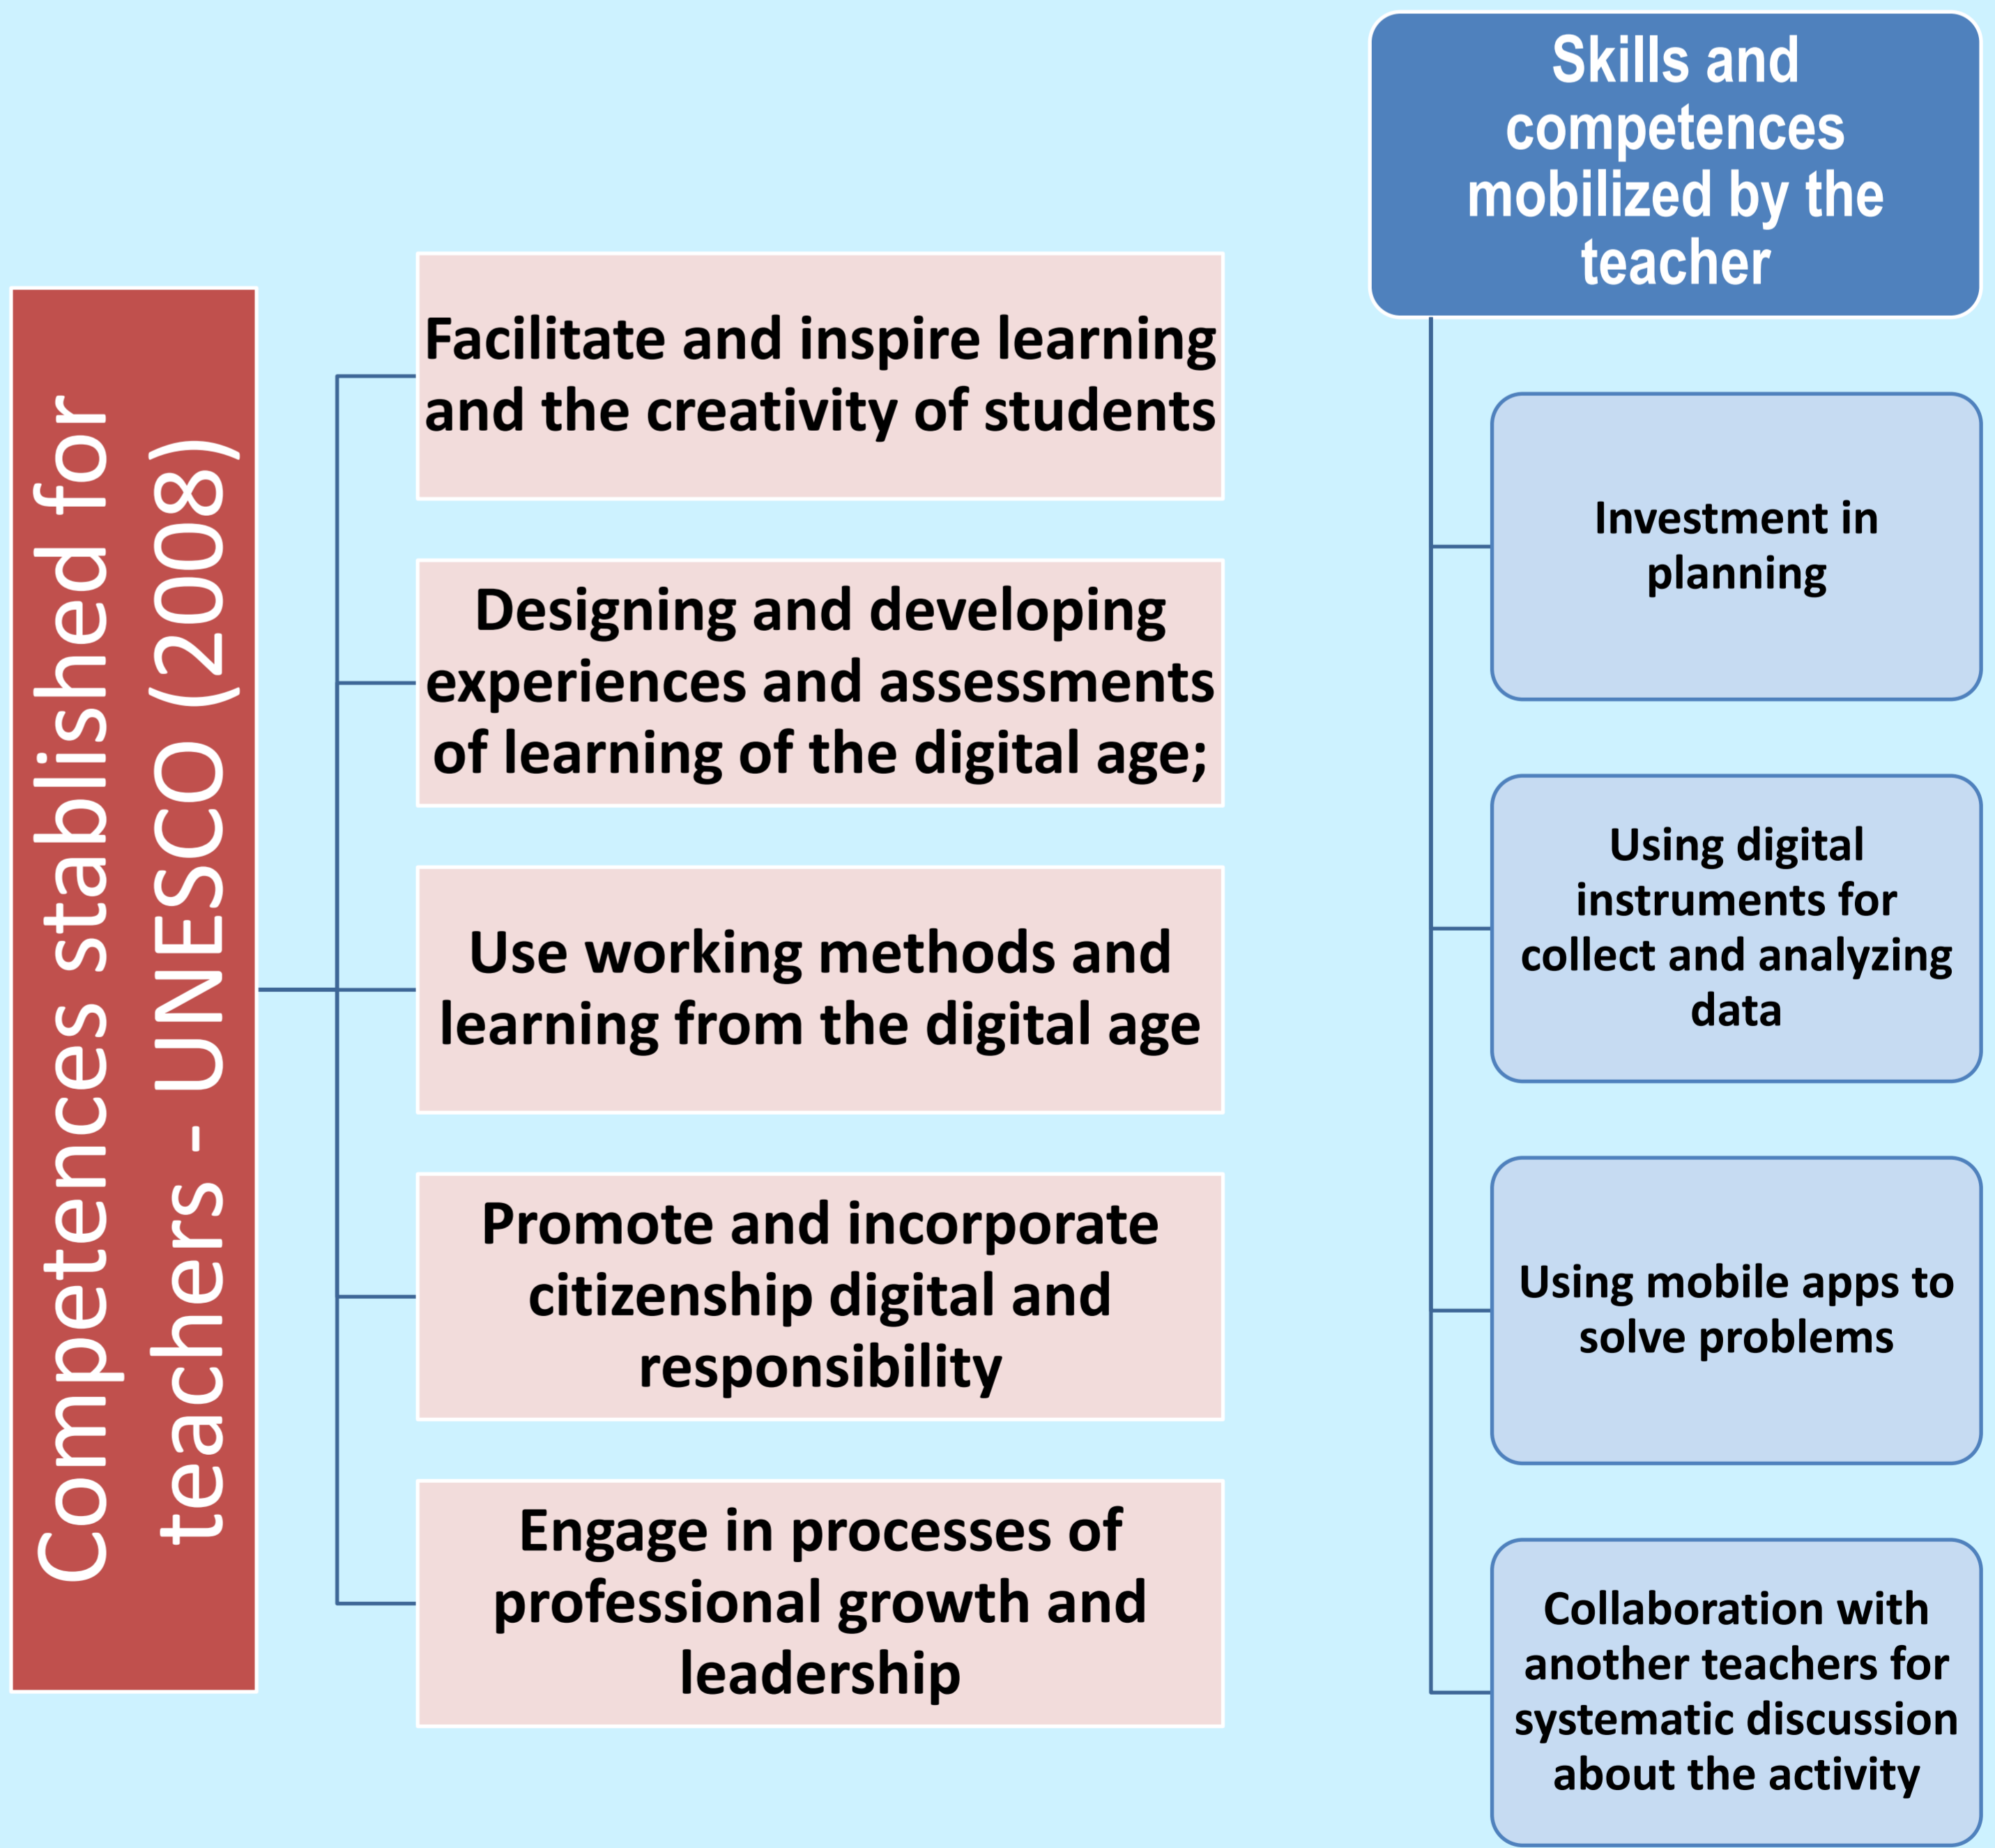 Competences stablished for
teachers - UNESCO (2008)
Facilitate and inspire learning
and the creativity of students
Designing and developing
experiences and assessments
of learning of the digital age;
Use working methods and
learning from the digital age
Promote and incorporate
citizenship digital and
responsibility
Engage in processes of
professional growth and
leadership
Skills and
competences
mobilized by the
teacher
Investment in
planning
Using digital
instruments for
collect and analyzing
data
Using mobile apps to
solve problems
Collaboration with
another teachers for
systematic discussion
about the activity